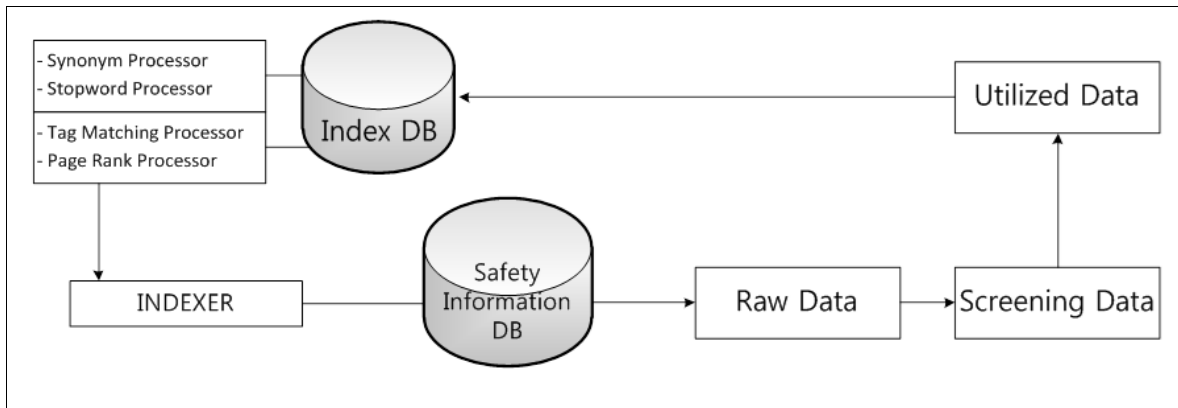 - Synonym Processor
- Stopword Processor
- Tag Matching Processor
- Page Rank Processor
Index DB
Utilized Data
INDEXER
Safety
Information
DB
Raw Data
Screening Data